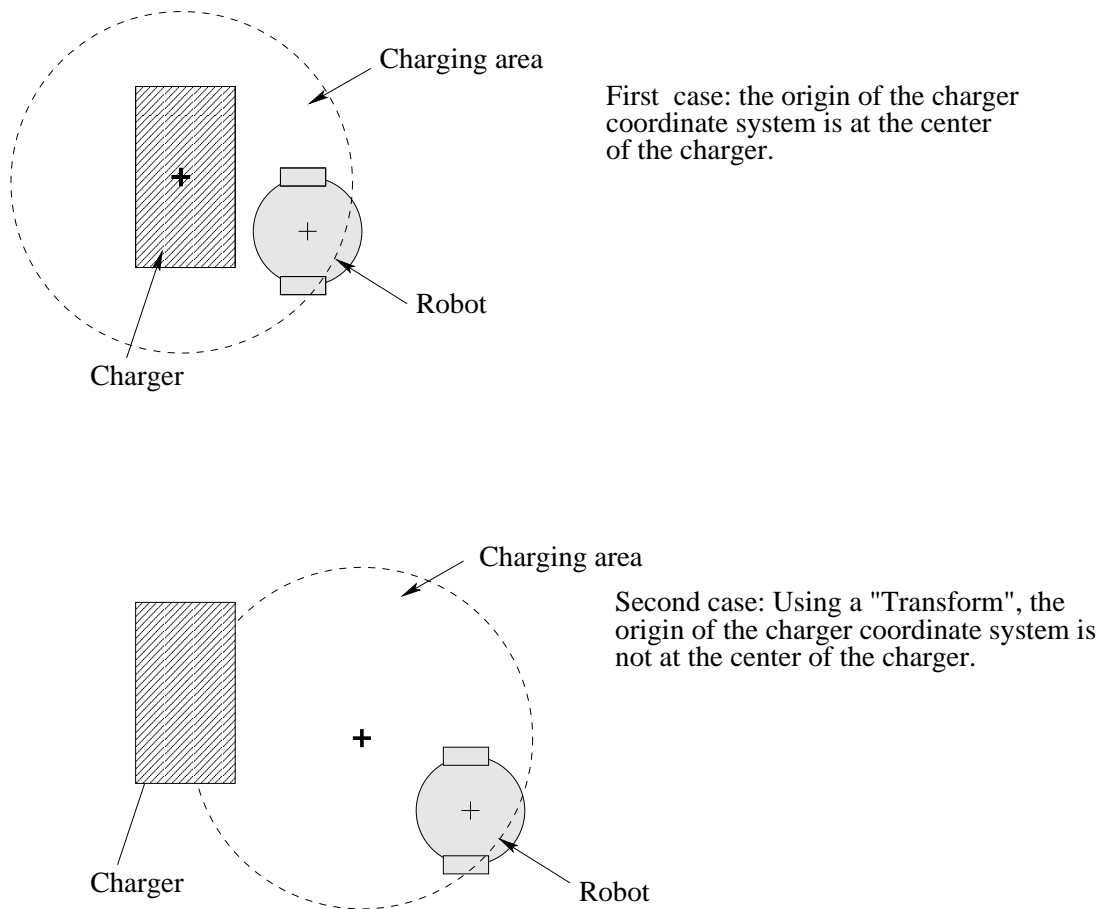 Charging area
First case: the origin of the charger
coordinate system is at the center
of the charger.
Robot
Charger
Charging area
Second case: Using a "Transform", the
origin of the charger coordinate system is
not at the center of the charger.
Charger
Robot